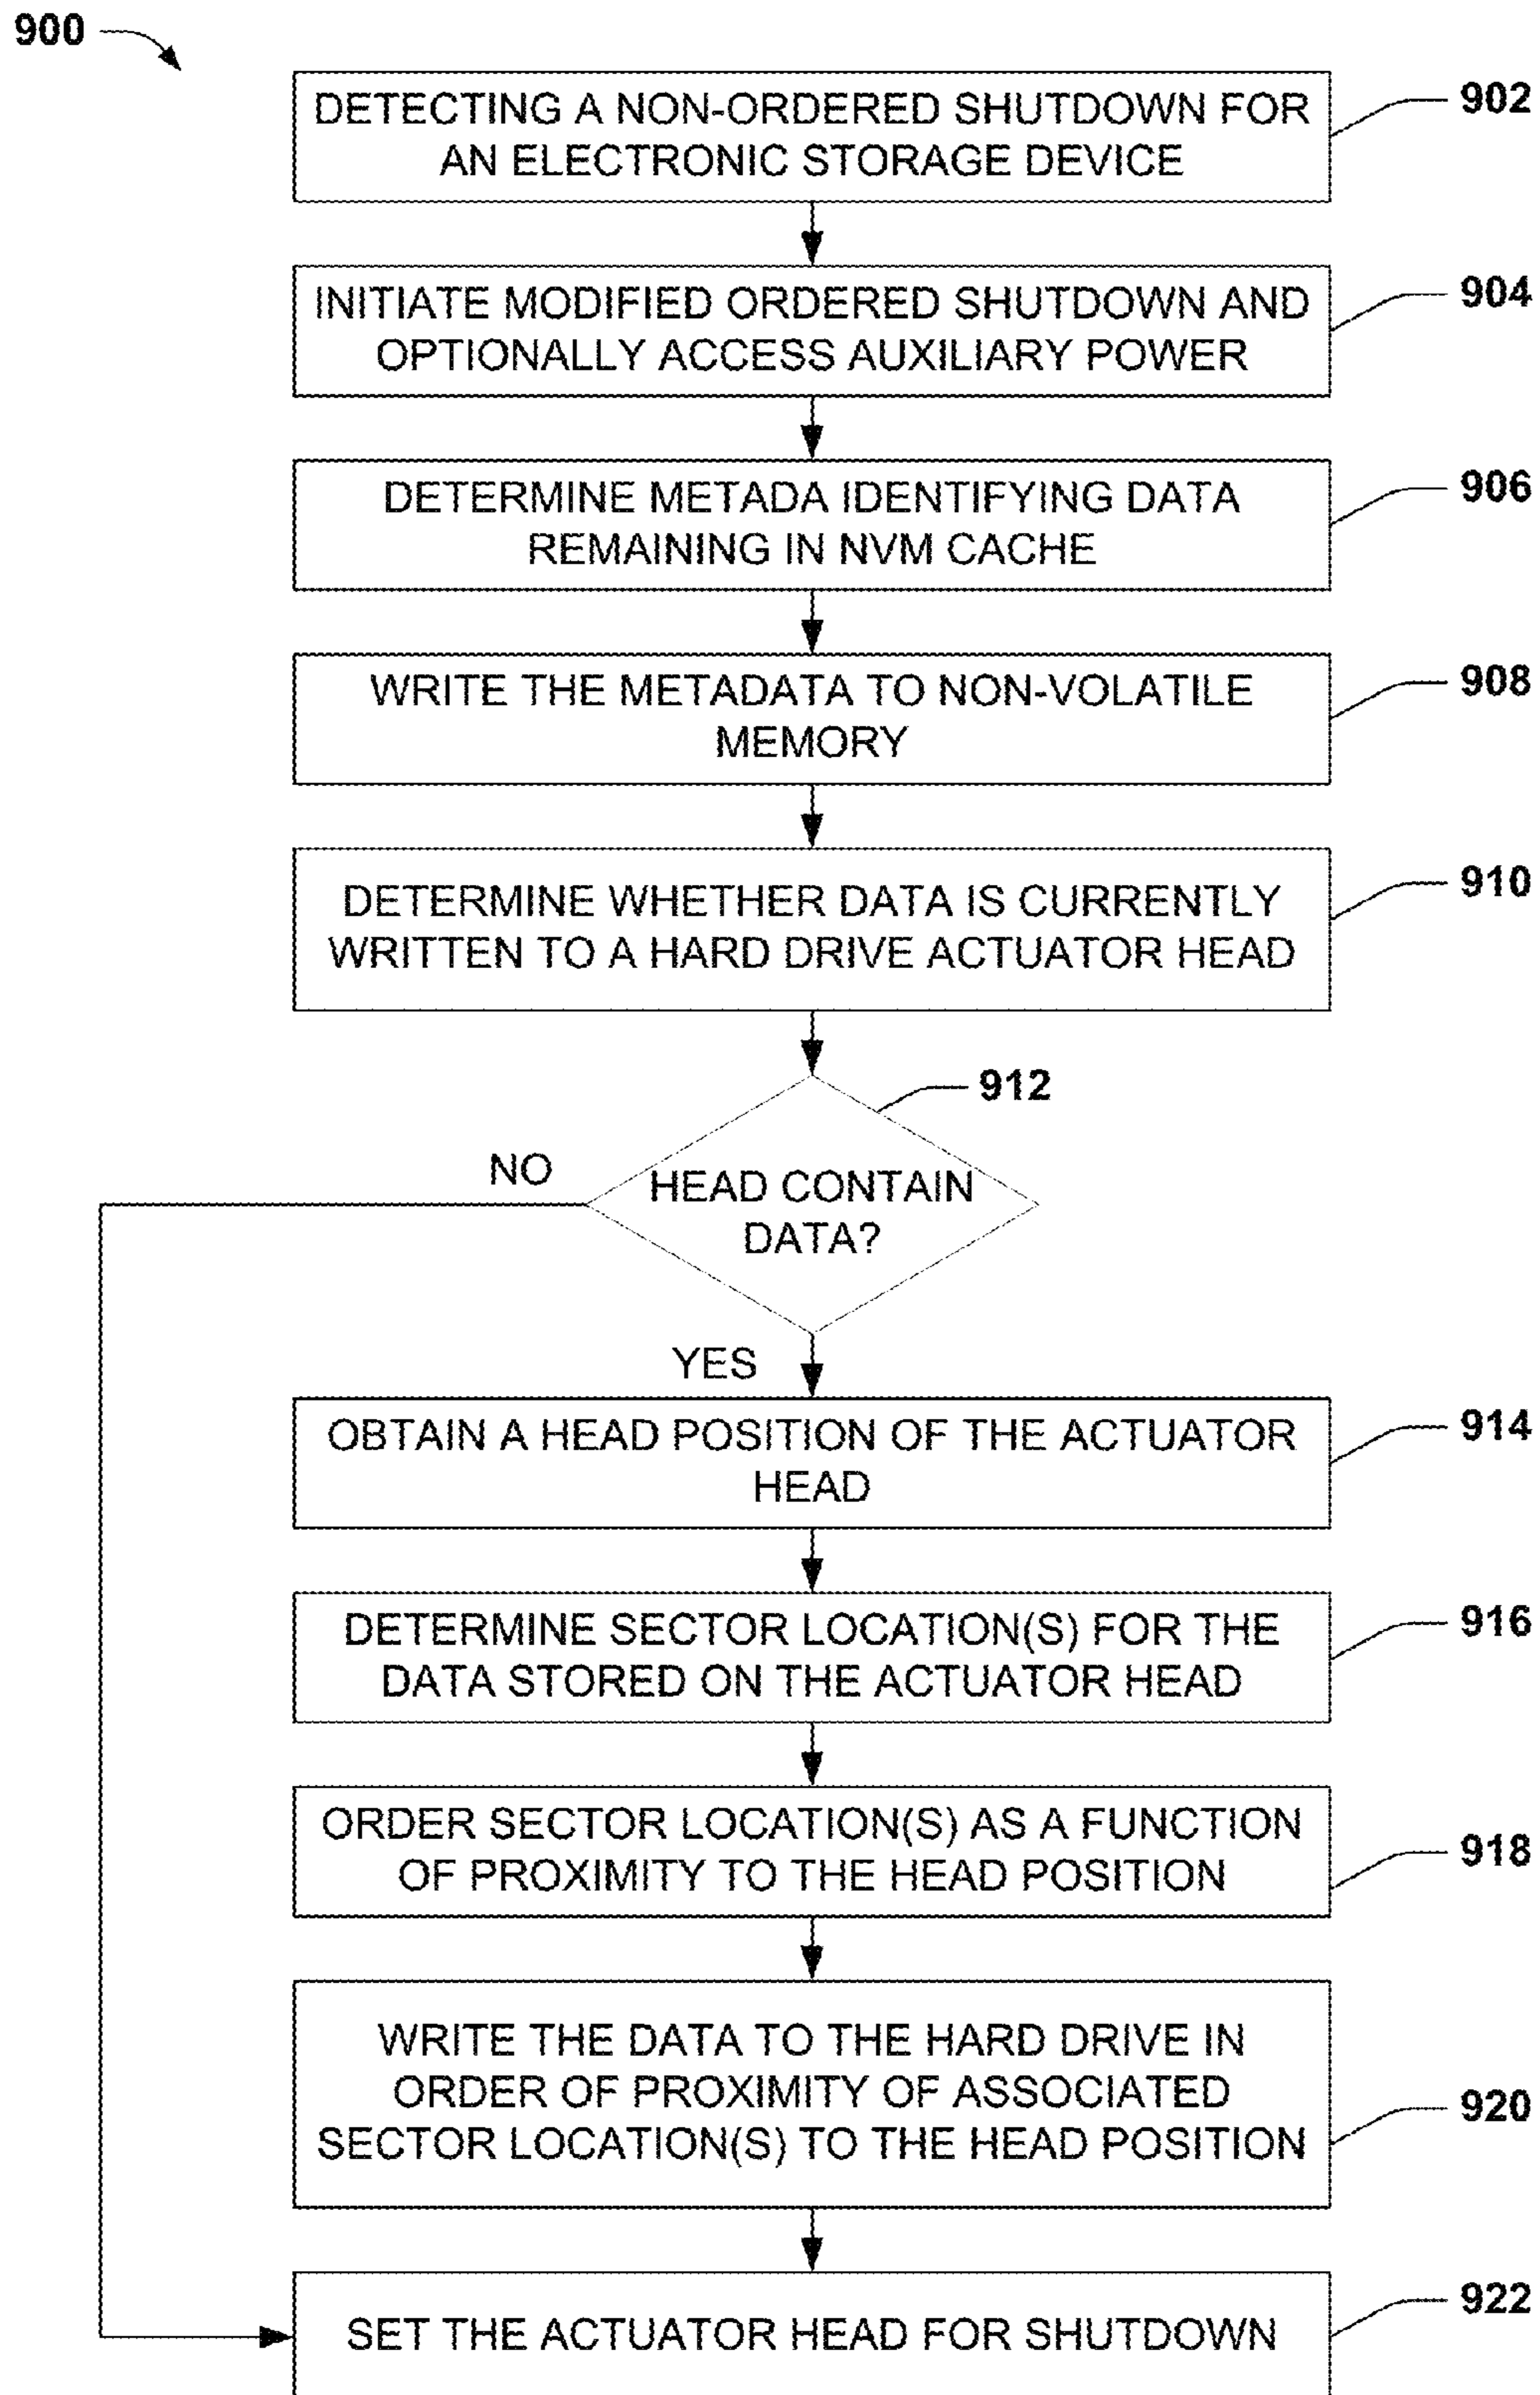 900
DETECTING A NON-ORDERED SHUTDOWN FOR
AN ELECTRONIC STORAGE DEVICE
902
INITIATE MODIFIED ORDERED SHUTDOWN AND
OPTIONALLY ACCESS AUXILIARY POWER
904
DETERMINE METADA IDENTIFYING DATA
REMAINING IN NVM CACHE
906
WRITE THE METADATA TO NON-VOLATILE
MEMORY
908
DETERMINE WHETHER DATA IS CURRENTLY
WRITTEN TO A HARD DRIVE ACTUATOR HEAD
910
912
NO
HEAD CONTAIN
DATA?
YES
OBTAIN A HEAD POSITION OF THE ACTUATOR
HEAD
914
DETERMINE SECTOR LOCATION(S) FOR THE
DATA STORED ON THE ACTUATOR HEAD
916
ORDER SECTOR LOCATION(S) AS A FUNCTION
OF PROXIMITY TO THE HEAD POSITION
918
WRITE THE DATA TO THE HARD DRIVE IN
ORDER OF PROXIMITY OF ASSOCIATED
SECTOR LOCATION(S) TO THE HEAD POSITION
920
SET THE ACTUATOR HEAD FOR SHUTDOWN
922